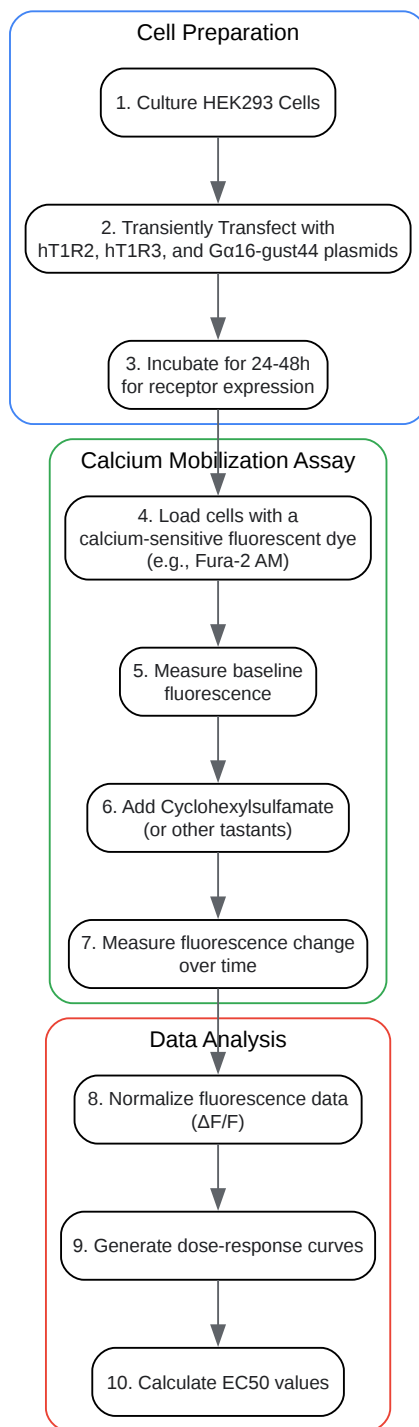 Cell Preparation
1. Culture HEK293 Cells
2. Transiently Transfect with
hT1R2, hT1R3, and Gα16-gust44 plasmids
3. Incubate for 24-48h
for receptor expression
Calcium Mobilization Assay
4. Load cells with a
calcium-sensitive fluorescent dye
(e.g., Fura-2 AM)
5. Measure baseline
fluorescence
6. Add Cyclohexylsulfamate
(or other tastants)
7. Measure fluorescence change
over time
Data Analysis
8. Normalize fluorescence data
(ΔF/F)
9. Generate dose-response curves
10. Calculate EC50 values